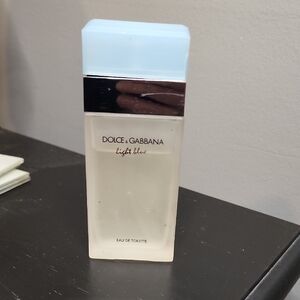 DOLCE & GABBANA
Light blue
EAU DE TOILETTE